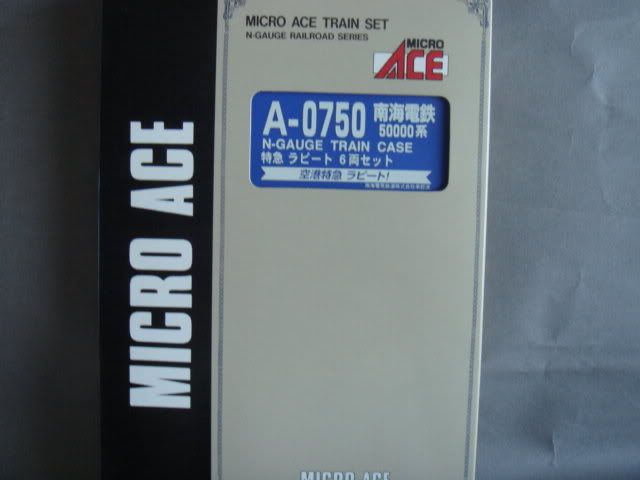 MICRO ACE TRAIN SET
N-GAUGE RAILROAD SERIES
MICRO
ACE
A-0750 南海電鉄
50000系
N-GAUGE TRAIN CASE
特急 ラピート 6両セット
空港特急 ラピート!
MICRO ACE
MICRO ACE